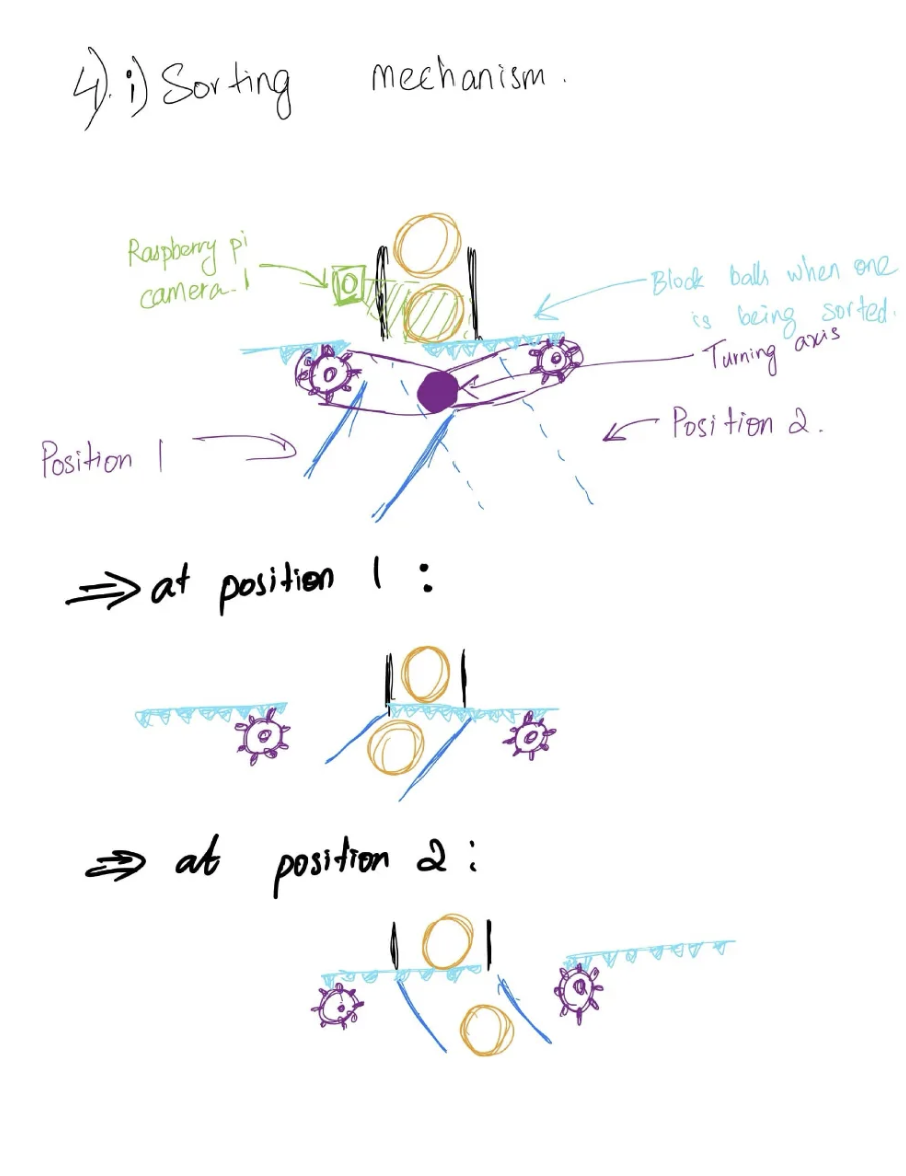 4). i) Sorting mechanism.
Raspberry pi
camera. 1
Block balls when one
is being sorted.
Turning axis
Position 2.
Position 1
⇒ at position 1 :
⇒ at position 2 :